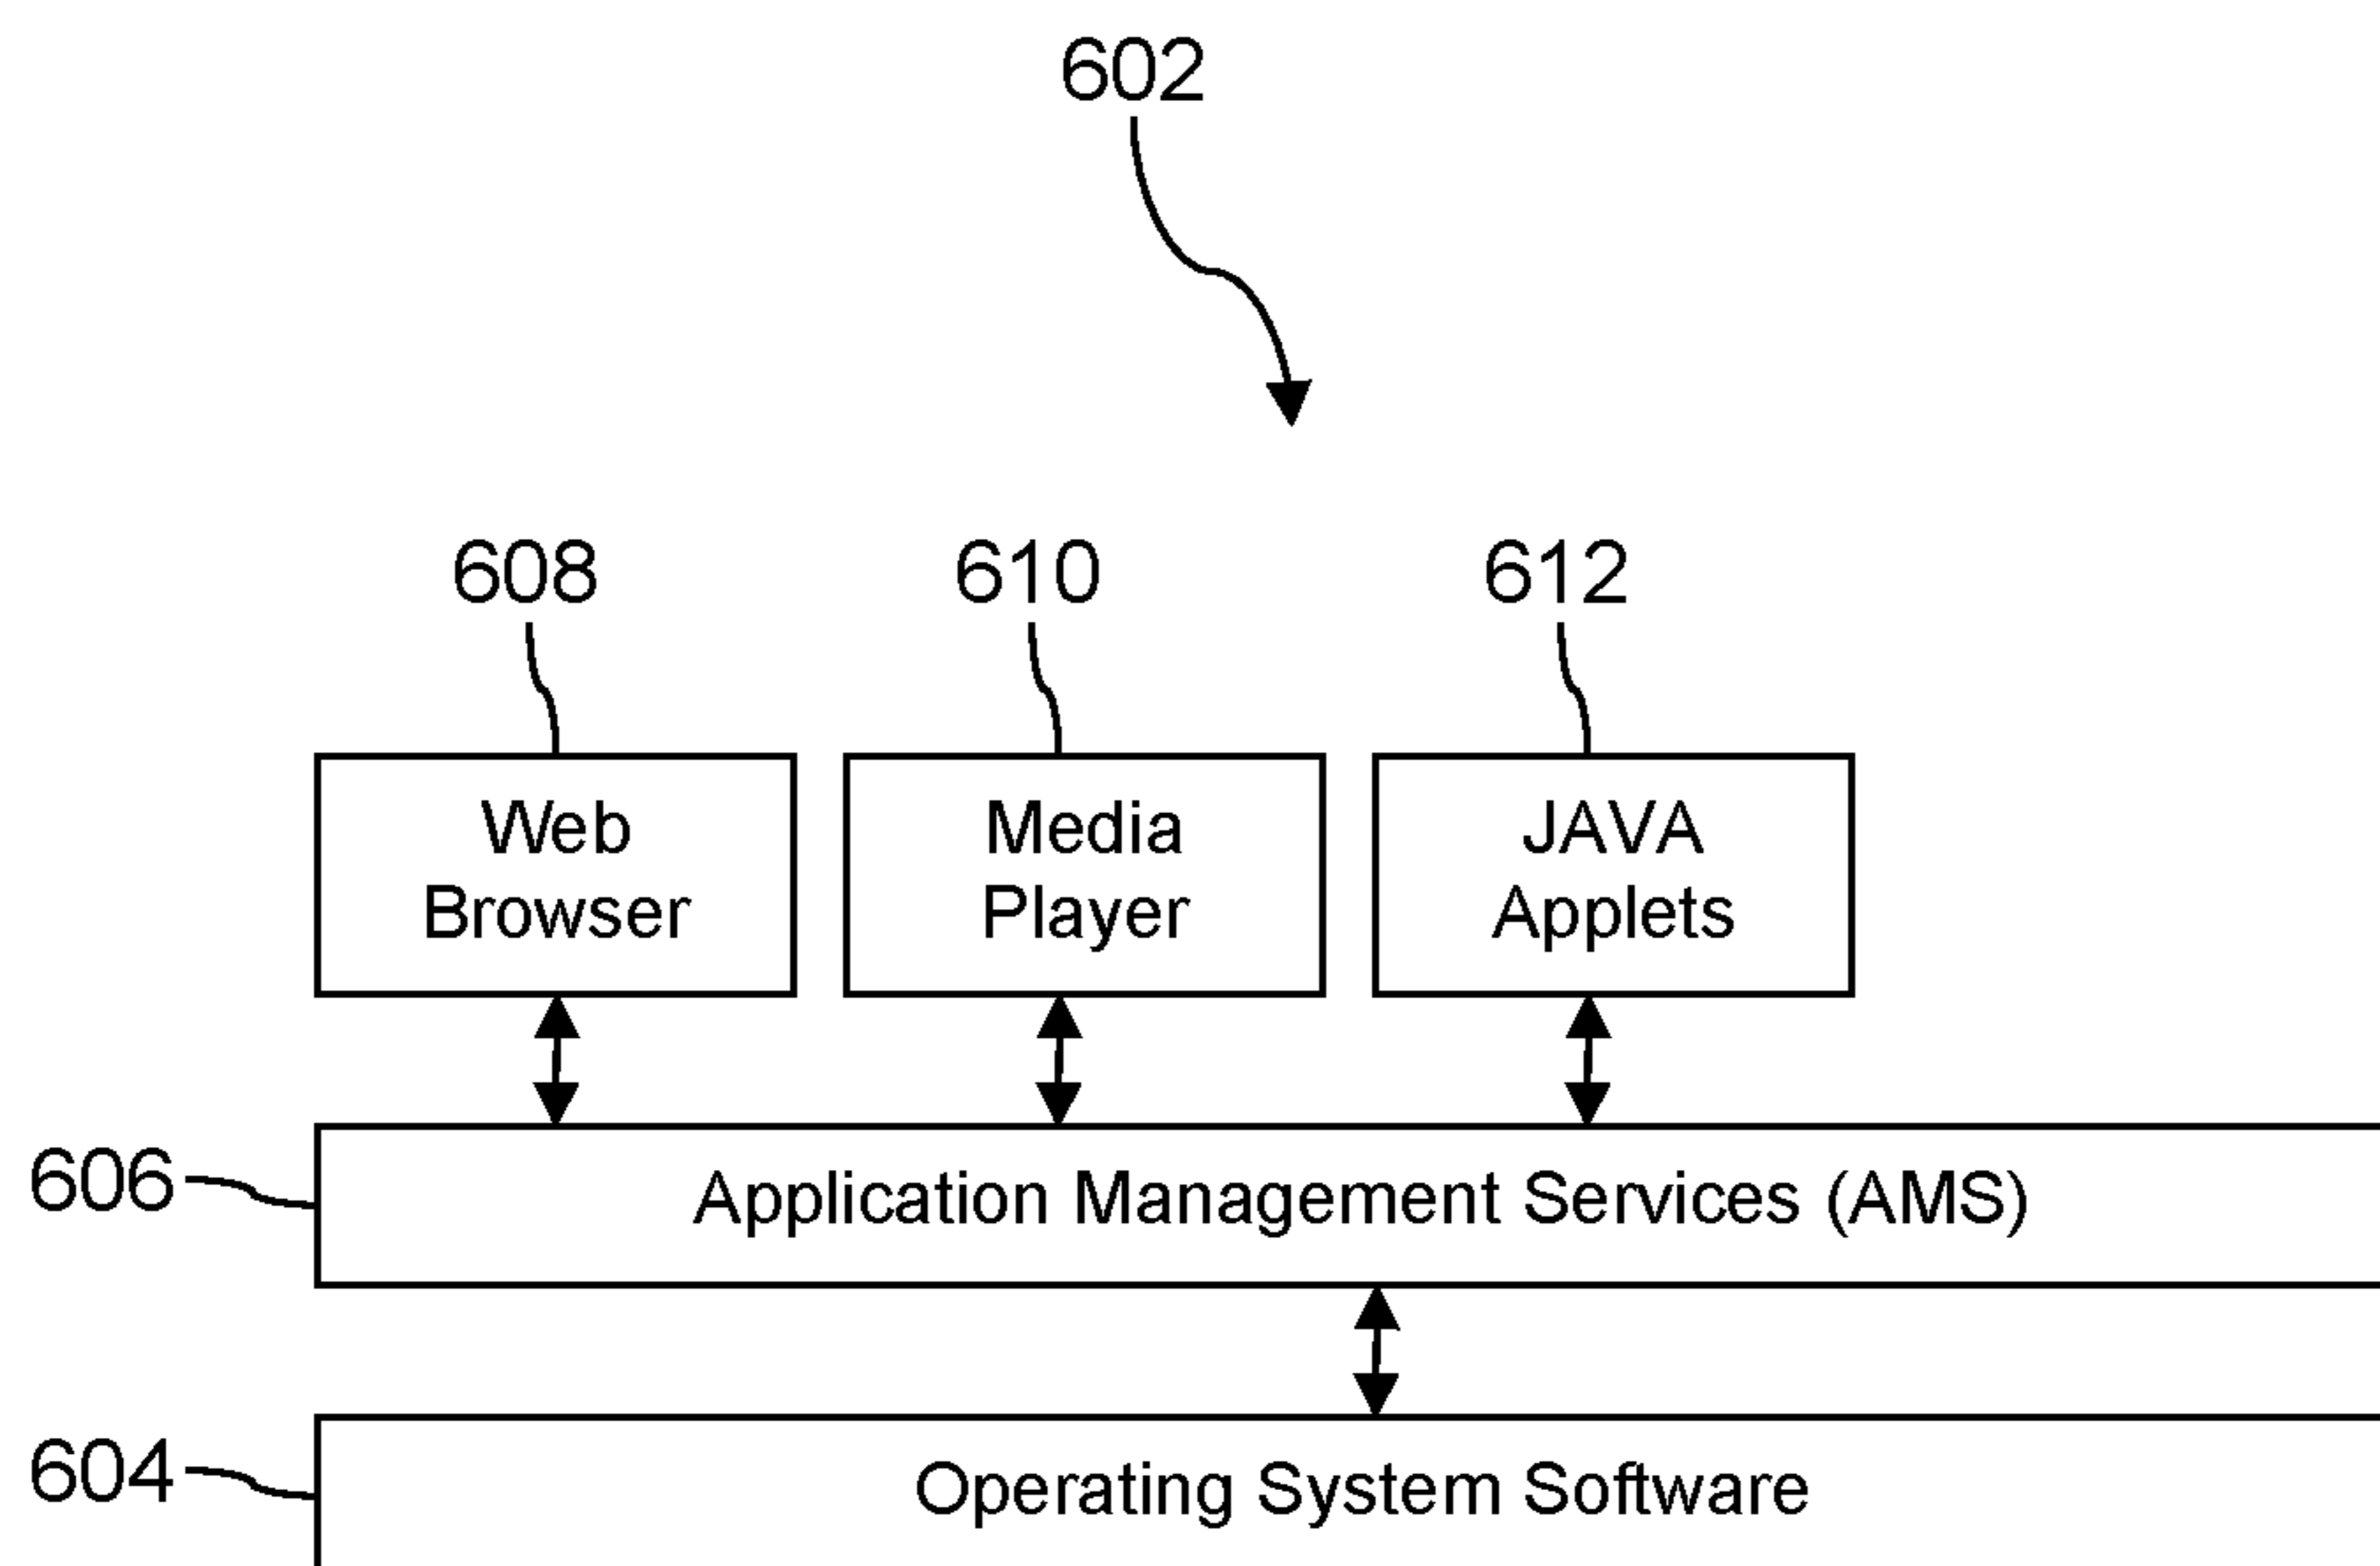 602
608 610 612
Web
Browser
Media
Player
JAVA
Applets
606
Application Management Services (AMS)
604
Operating System Software